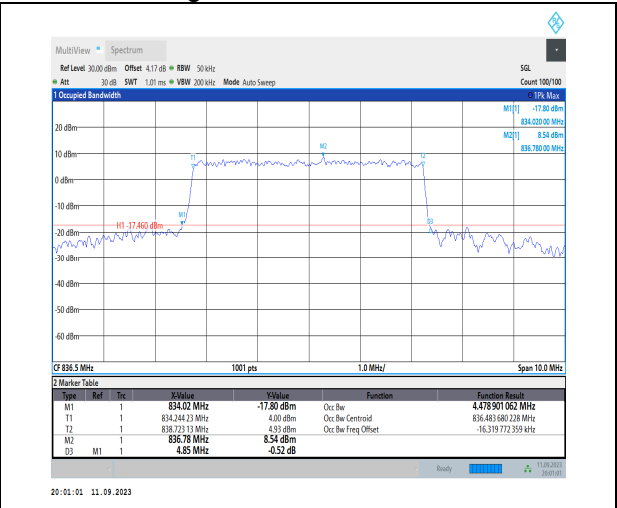 MultiView Spectrum
Ref Level 30.00 dBm Offset 4.17 dB RBW 50 kHz SGL
Att 30 dB SWT 1.01 ms VBW 200 kHz Mode Auto Sweep Count 100/100
1 Occupied Bandwidth 1Pk Max
M1[1] -17.80 dBm
834.020 00 MHz
M2[1] 8.54 dBm
836.780 00 MHz
20 dBm
M2
10 dBm
T1 T2
0 dBm
-10 dBm
M1
H1 -17.460 dBm
D3
-20 dBm
-30 dBm
-40 dBm
-50 dBm
-60 dBm
CF 836.5 MHz 1001 pts 1.0 MHz/ Span 10.0 MHz
2 Marker Table
Type Ref Trc X-Value Y-Value Function Function Result
M1 1 834.02 MHz -17.80 dBm Occ Bw 4.478 901 062 MHz
T1 1 834.244 23 MHz 4.00 dBm Occ Bw Centroid 836.483 680 228 MHz
T2 1 838.723 13 MHz 4.93 dBm Occ Bw Freq Offset -16.319 772 359 kHz
M2 1 836.78 MHz 8.54 dBm
D3 M1 1 4.85 MHz -0.52 dB
Ready 11.09.2023
20:01:01
20:01:01 11.09.2023